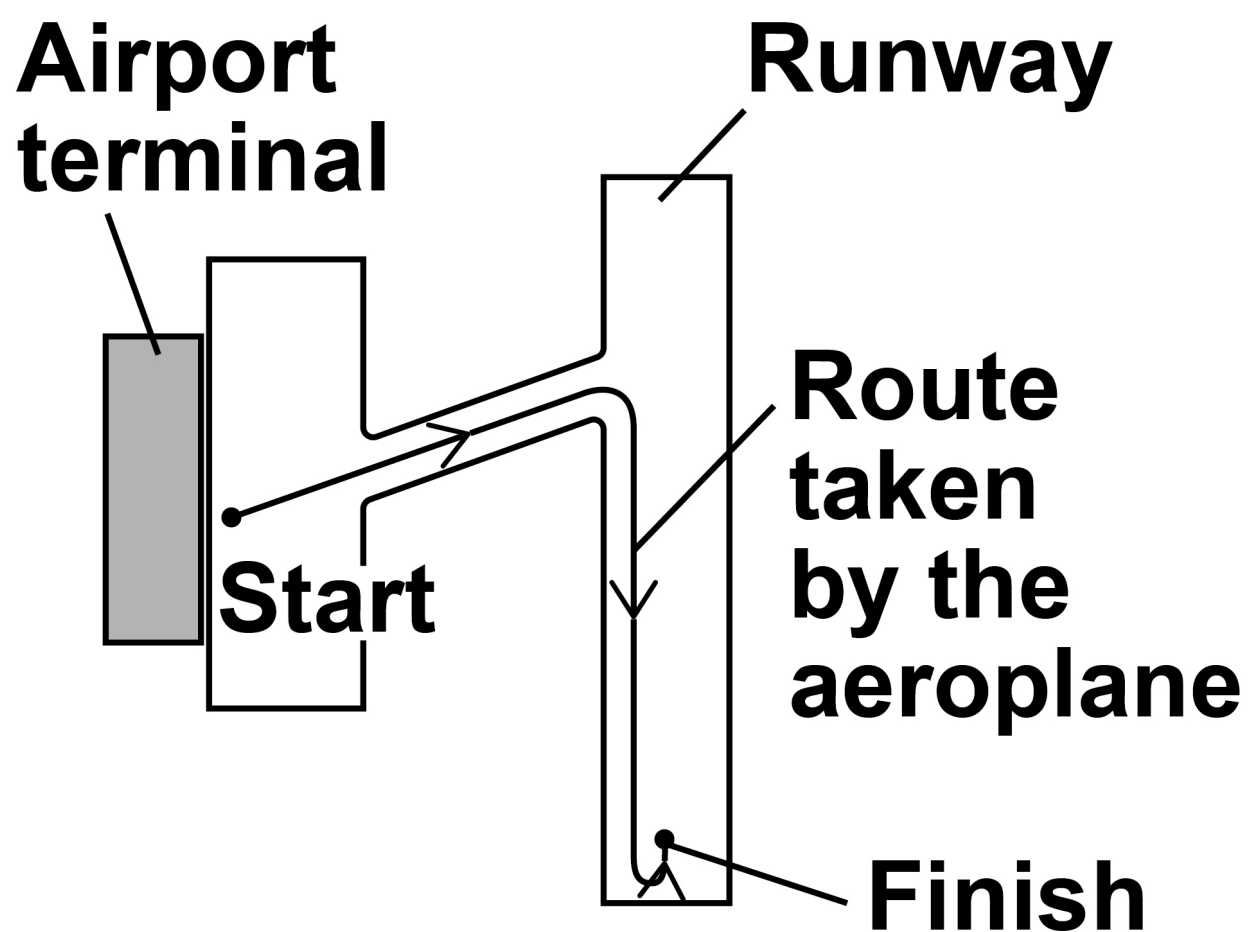 Airport
terminal
Runway
Route
taken
by the
aeroplane
Start
Finish